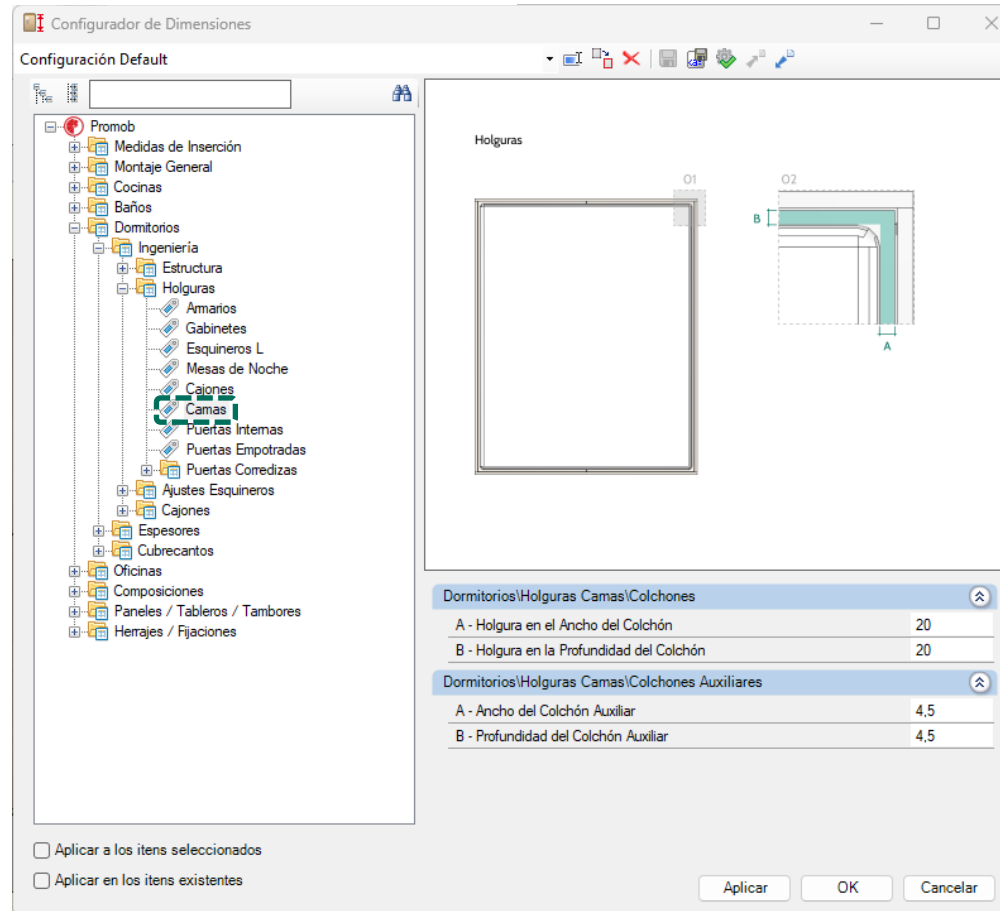 Configurador de Dimensiones
Configuración Default
Promob
Medidas de Inserción
Montaje General
Cocinas
Baños
Dormitorios
Ingeniería
Estructura
Holguras
Armarios
Gabinetes
Esquineros L
Mesas de Noche
Cajones
Camas
Puertas Internas
Puertas Empotradas
Puertas Corredizas
Ajustes Esquineros
Cajones
Espesores
Cubrecantos
Oficinas
Composiciones
Paneles / Tableros / Tambores
Herrajes / Fijaciones
Holguras
01 02
B
A
Dormitorios\Holguras Camas\Colchones
A - Holgura en el Ancho del Colchón 20
B - Holgura en la Profundidad del Colchón 20
Dormitorios\Holguras Camas\Colchones Auxiliares
A - Ancho del Colchón Auxiliar 4,5
B - Profundidad del Colchón Auxiliar 4,5
Aplicar a los itens seleccionados
Aplicar en los itens existentes
Aplicar OK Cancelar